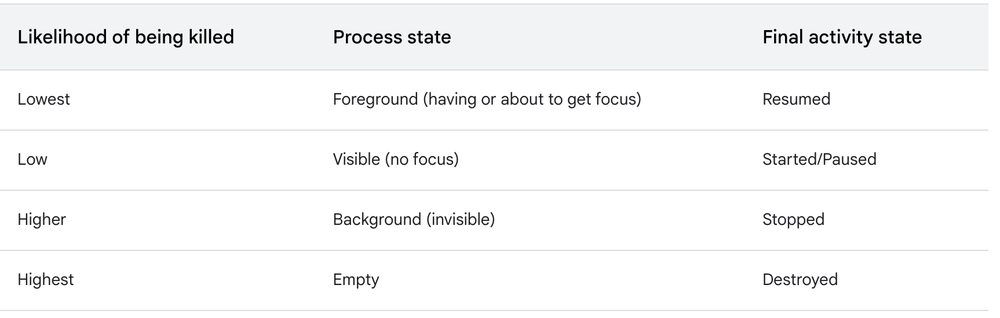 Likelihood of being killed Process state Final activity state
Lowest Foreground (having or about to get focus) Resumed
Low Visible (no focus) Started/Paused
Higher Background (invisible) Stopped
Highest Empty Destroyed